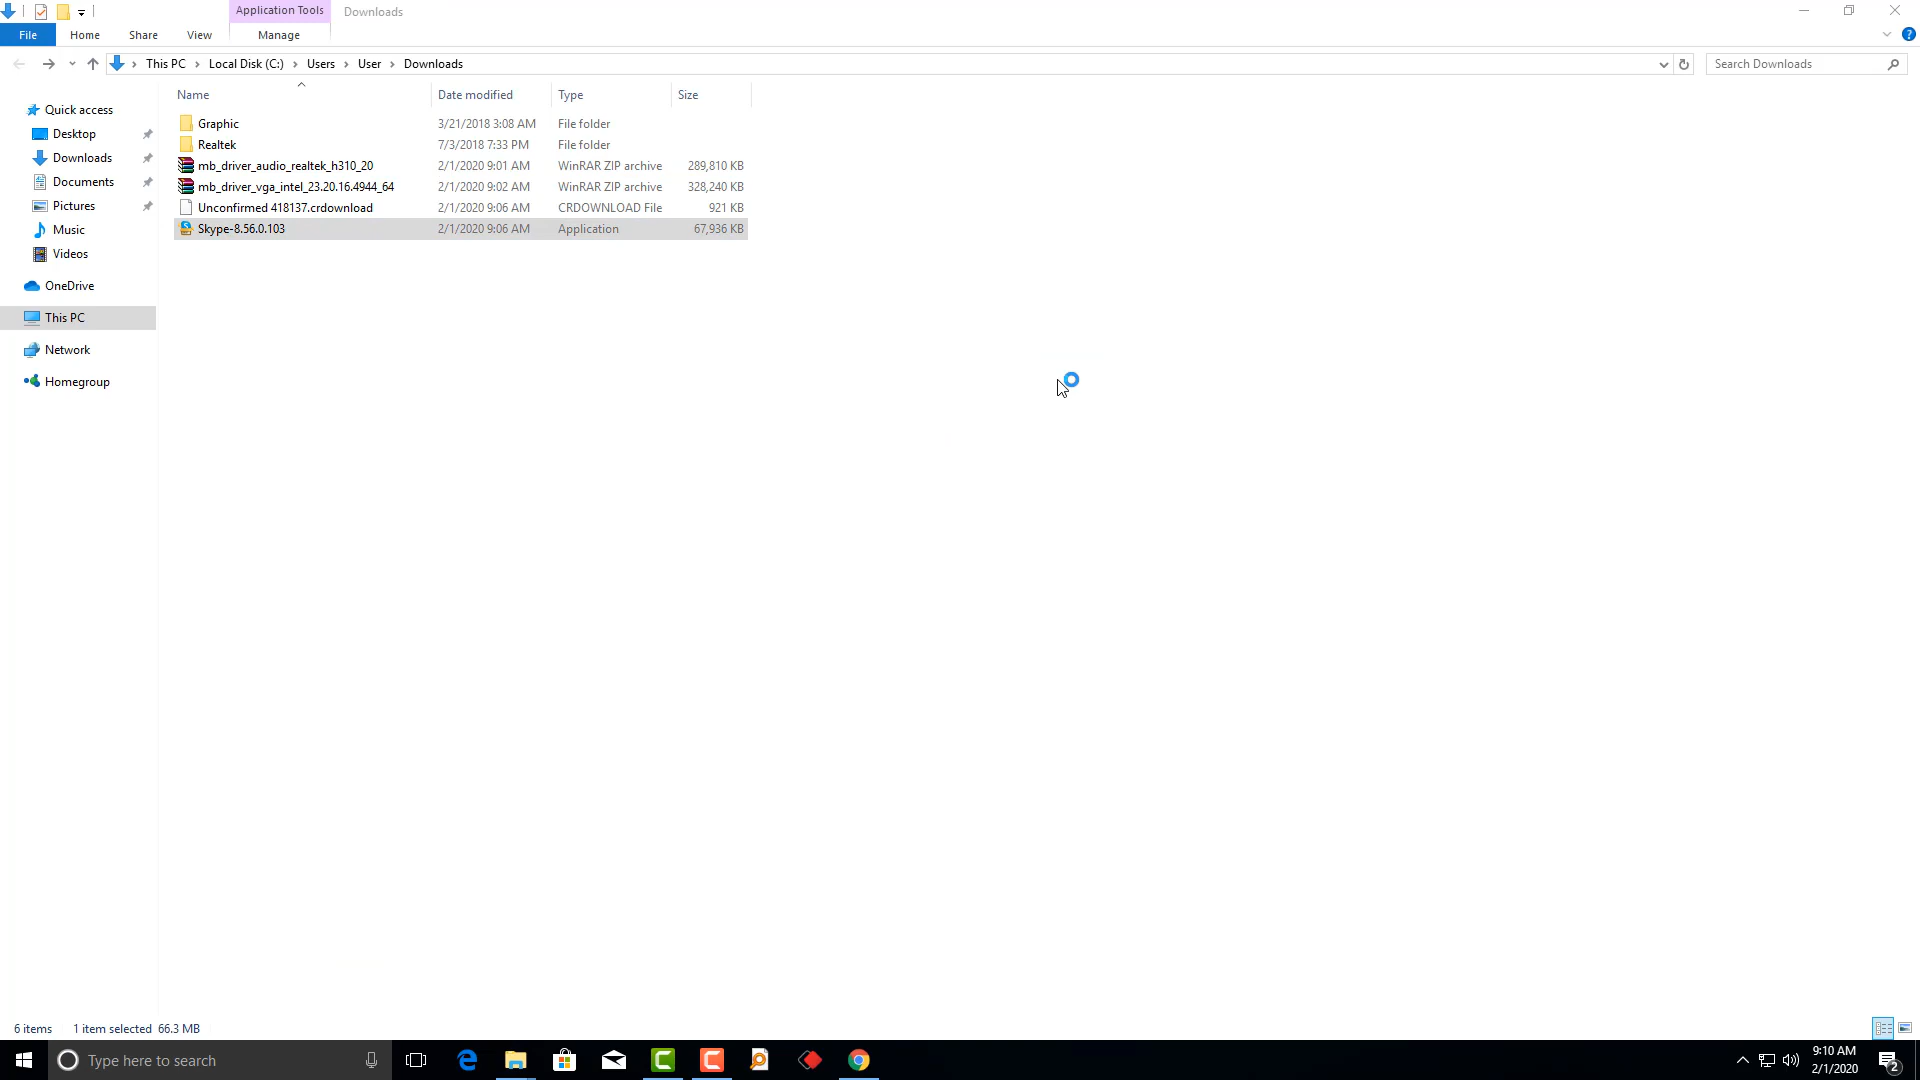 Application Tools
Downloads
File
Home
Share
View
Manage
This PC
Local Disk (C:)
Users
User
Downloads
Search Downloads
Name
Date modified
Type
Size
Quick access
Desktop
Downloads
Documents
Pictures
Music
Videos
OneDrive
This PC
Network
Homegroup
Graphic 3/21/2018 3:08 AM File folder
Realtek 7/3/2018 7:33 PM File folder
mb_driver_audio_realtek_h310_20 2/1/2020 9:01 AM WinRAR ZIP archive 289,810 KB
mb_driver_vga_intel_23.20.16.4944_64 2/1/2020 9:02 AM WinRAR ZIP archive 328,240 KB
Unconfirmed 418137.crdownload 2/1/2020 9:06 AM CRDOWNLOAD File 921 KB
Skype-8.56.0.103 2/1/2020 9:06 AM Application 67,936 KB
6 items 1 item selected 66.3 MB
Type here to search
9:10 AM
2/1/2020
2